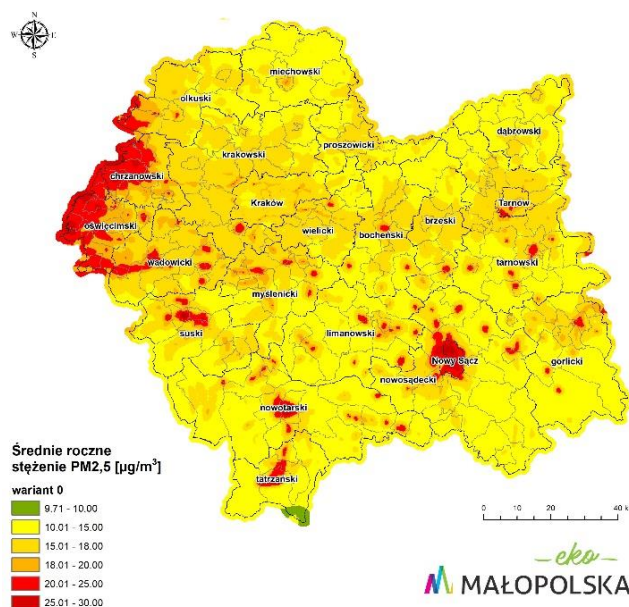 N
W E
S
miechowski
olkuski
dąbrowski
proszowicki
krakowski
chrzanowski
Kraków
Tarnów
oświęcimski
wielicki
bocheński
brzeski
wadowicki
tarnowski
myślenicki
suski
limanowski
Nowy Sącz
gorlicki
nowosądecki
nowotarski
tatrzański
Średnie roczne
stężenie PM2,5 [µg/m³]
wariant 0
9.71 - 10.00
10.01 - 15.00
15.01 - 18.00
18.01 - 20.00
20.01 - 25.00
25.01 - 30.00
0 10 20 40 k
eko
MAŁOPOLSKA